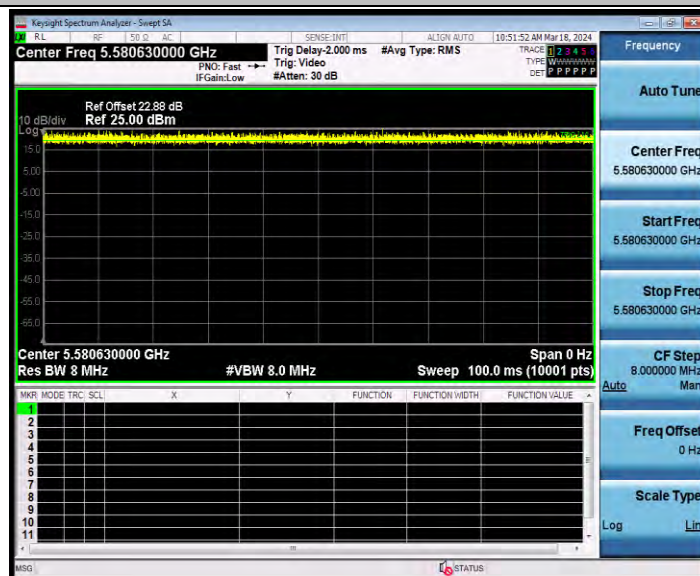 Keysight Spectrum Analyzer - Swept SA
LXI RL RF 50 Ω AC SENSE:INT ALIGN AUTO 10:51:52 AM Mar 18, 2024
Center Freq 5.580630000 GHz
PNO: Fast
IFGain:Low
Trig Delay-2.000 ms
Trig: Video
#Atten: 30 dB
#Avg Type: RMS
TRACE 1 2 3 4 5 6
TYPE WWWWWW
DET P P P P P P
Ref Offset 22.88 dB
10 dB/div Ref 25.00 dBm
Log
15.0
5.00
-5.00
-15.0
-25.0
-35.0
-45.0
-55.0
-65.0
Center 5.580630000 GHz Span 0 Hz
Res BW 8 MHz #VBW 8.0 MHz Sweep 100.0 ms (10001 pts)
MKR MODE TRC SCL X Y FUNCTION FUNCTION WIDTH FUNCTION VALUE
1
2
3
4
5
6
7
8
9
10
11
MSG STATUS
Frequency
Auto Tune
Center Freq
5.580630000 GHz
Start Freq
5.580630000 GHz
Stop Freq
5.580630000 GHz
CF Step
8.000000 MHz
Auto Man
Freq Offset
0 Hz
Scale Type
Log Lin